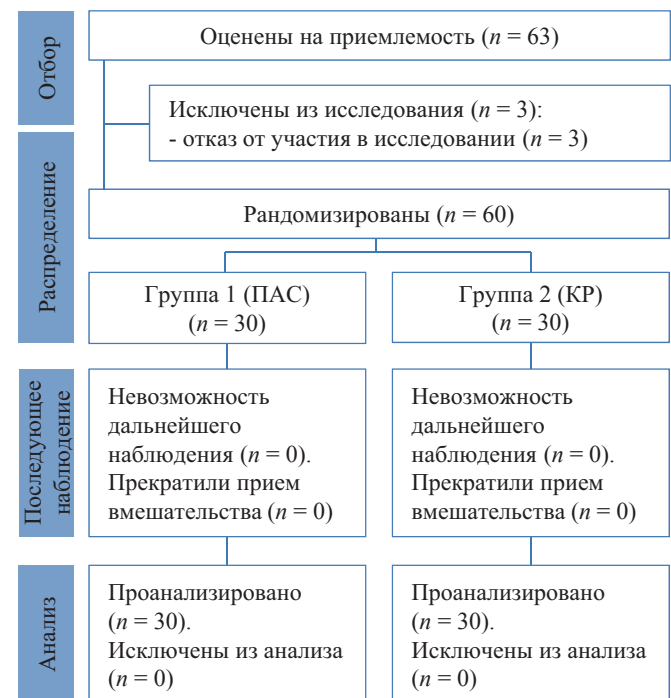 Отбор
Оценены на приемлемость (n = 63)
Исключены из исследования (n = 3):
- отказ от участия в исследовании (n = 3)
Распределение
Рандомизированы (n = 60)
Группа 1 (ПАС)
(n = 30)
Группа 2 (КР)
(n = 30)
Последующее
наблюдение
Невозможность
дальнейшего
наблюдения (n = 0).
Прекратили прием
вмешательства (n = 0)
Невозможность
дальнейшего
наблюдения (n = 0).
Прекратили прием
вмешательства (n = 0)
Анализ
Проанализировано
(n = 30).
Исключены из анализа
(n = 0)
Проанализировано
(n = 30).
Исключены из анализа
(n = 0)